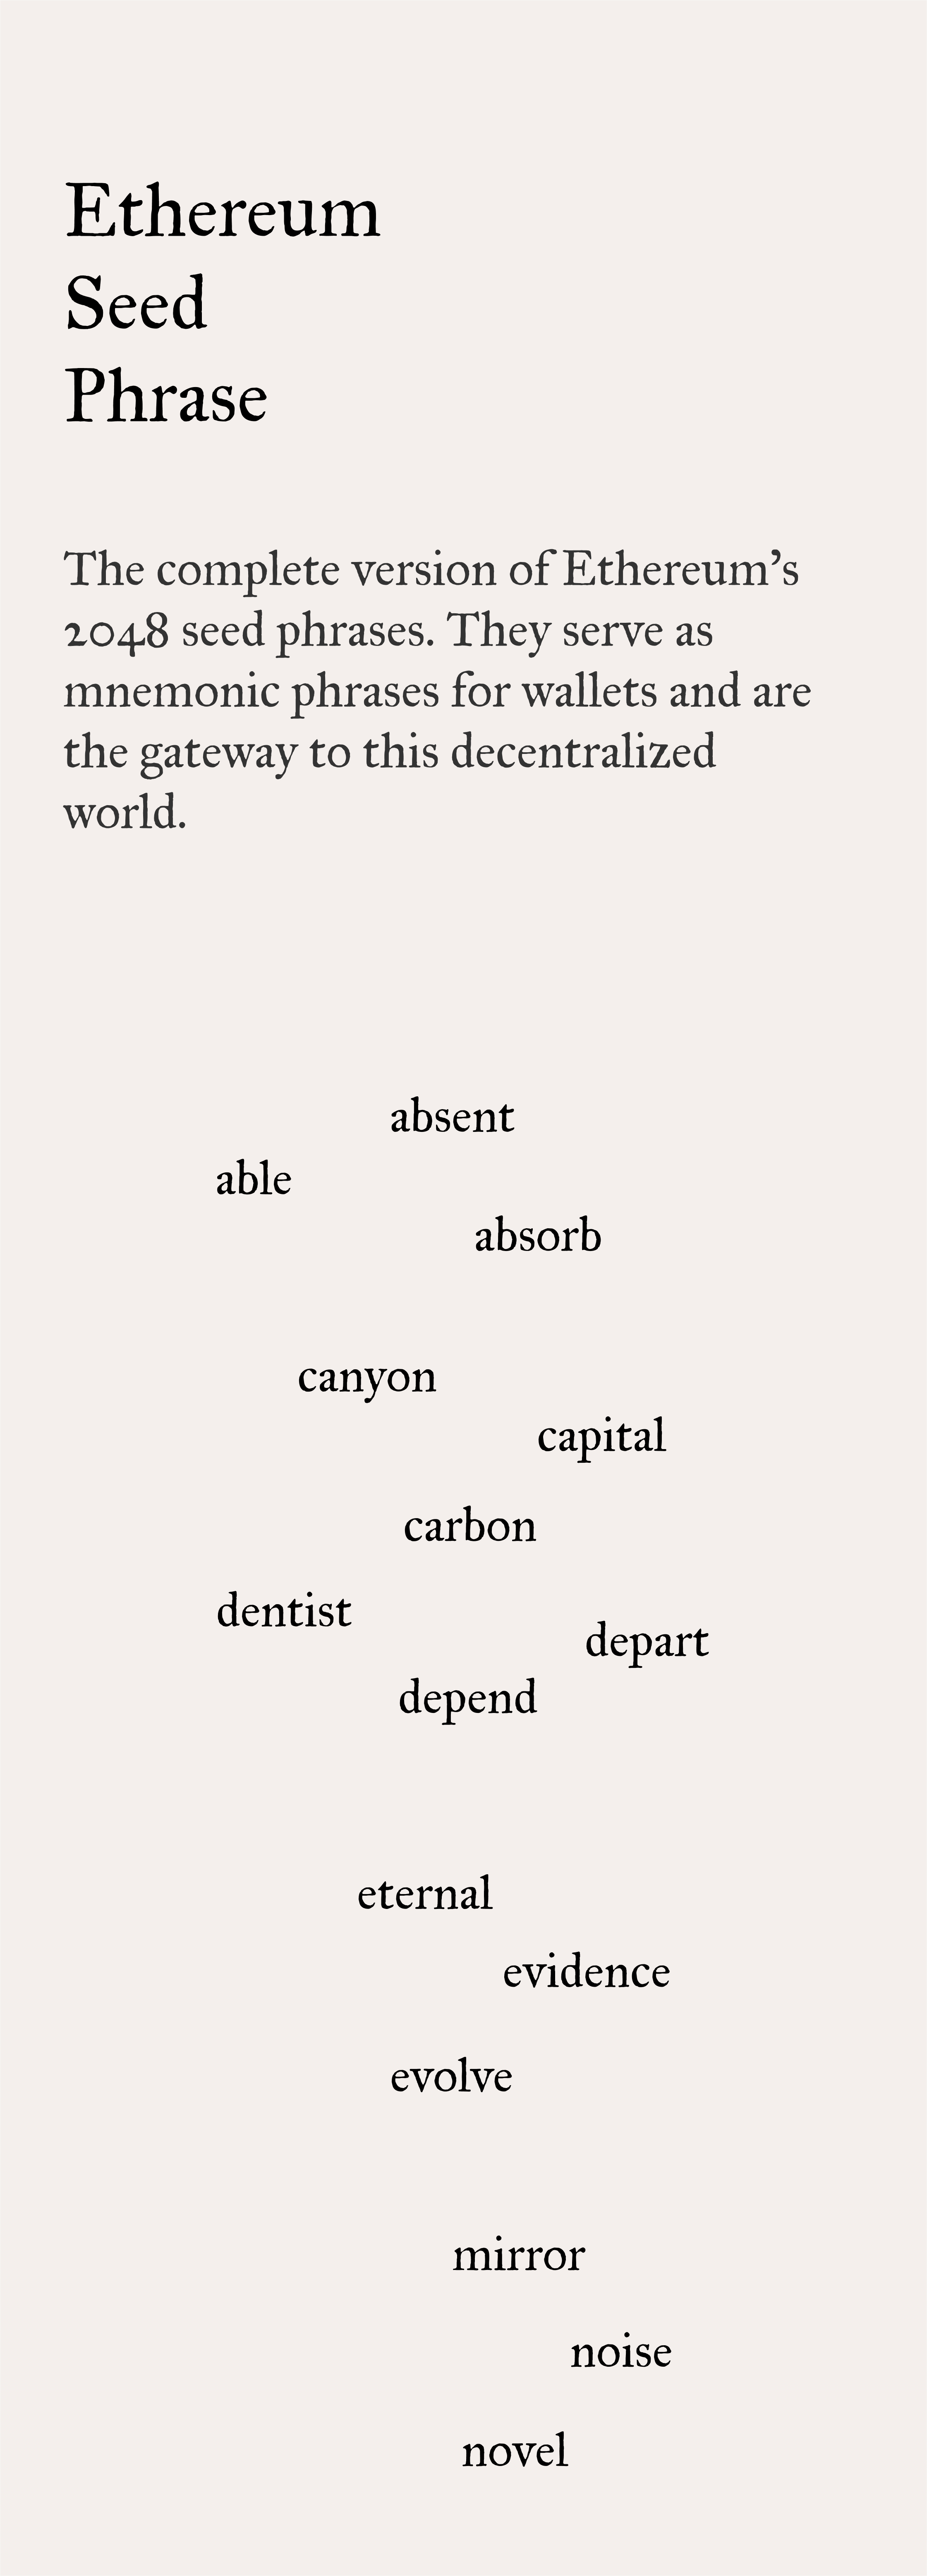 Ethereum
Seed
Phrase
The complete version of Ethereum’s
2048 seed phrases. They serve as
mnemonic phrases for wallets and are
the gateway to this decentralized
world.
absent
able
absorb
canyon
capital
carbon
dentist
depart
depend
eternal
evidence
evolve
mirror
noise
novel